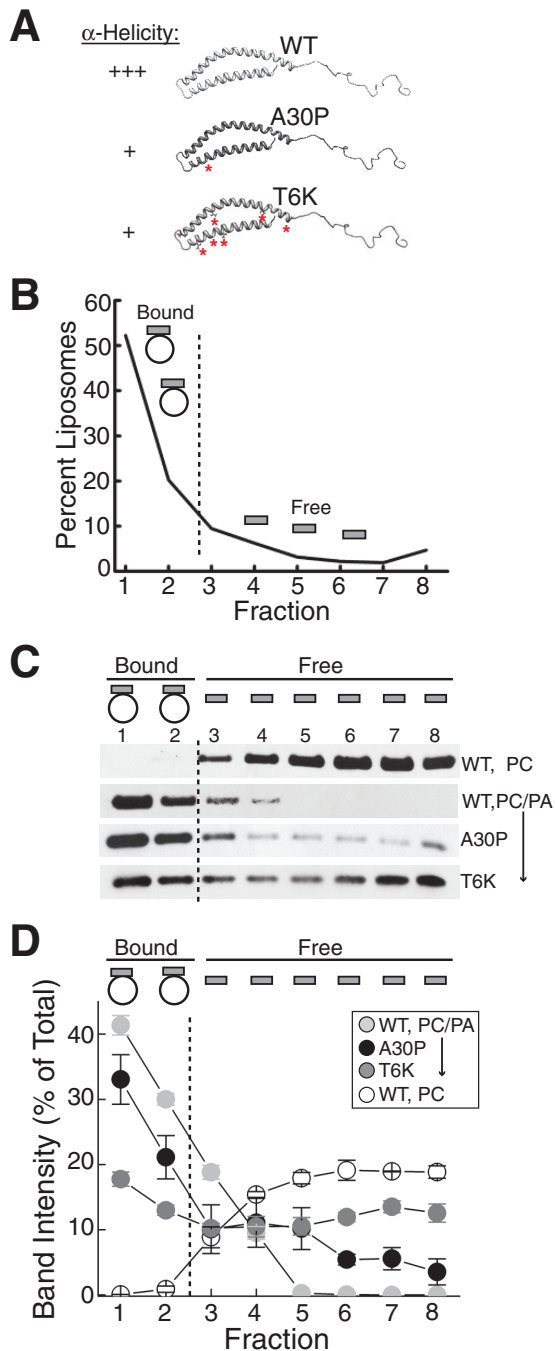 A
α-Helicity:
WT
+++
A30P
+
*
T6K
+
* * * * * *
B
Percent Liposomes
60
50
40
30
20
10
0
Bound
Free
1 2 3 4 5 6 7 8
Fraction
C
Bound Free
1 2 3 4 5 6 7 8
WT, PC
WT,PC/PA
A30P
T6K
D
Bound Free
Band Intensity (% of Total)
40
30
20
10
0
WT, PC/PA
A30P
T6K
WT, PC
1 2 3 4 5 6 7 8
Fraction